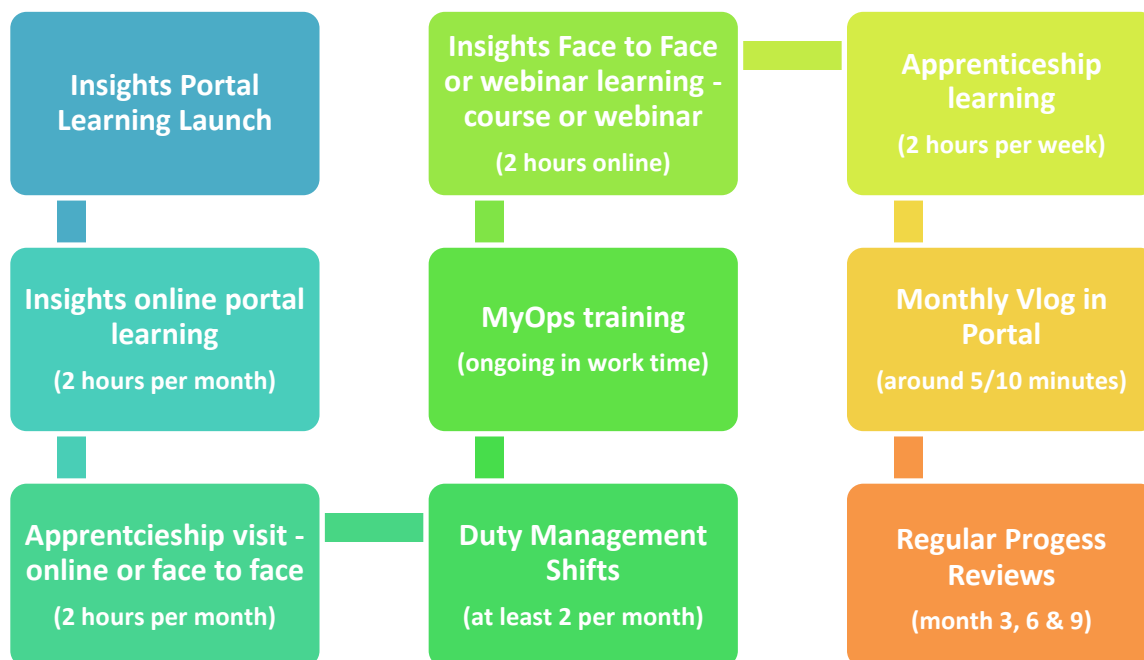 Insights Portal
Learning Launch
Insights online portal
learning
(2 hours per month)
Apprentcieship visit -
online or face to face
(2 hours per month)
Duty Management
Shifts
(at least 2 per month)
MyOps training
(ongoing in work time)
Insights Face to Face
or webinar learning -
course or webinar
(2 hours online)
Apprenticeship
learning
(2 hours per week)
Monthly Vlog in
Portal
(around 5/10 minutes)
Regular Progess
Reviews
(month 3, 6 & 9)